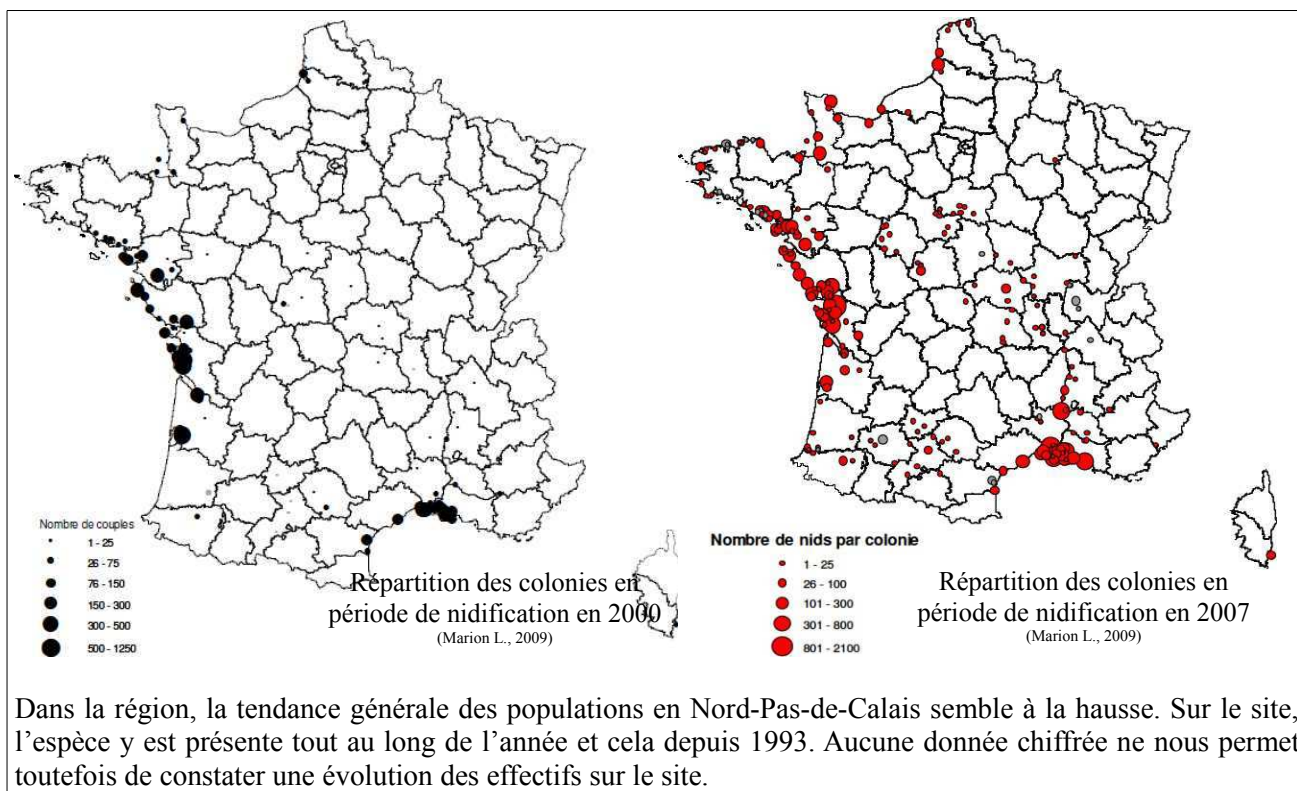 Nombre de couples
1 - 25
26 - 75
76 - 150
150 - 300
300 - 500
500 - 1250
Répartition des colonies en
période de nidification en 2000
(Marion L., 2009)
Nombre de nids par colonie
1 - 25
26 - 100
101 - 300
301 - 800
801 - 2100
Répartition des colonies en
période de nidification en 2007
(Marion L., 2009)
Dans la région, la tendance générale des populations en Nord-Pas-de-Calais semble à la hausse. Sur le site,
l’espèce y est présente tout au long de l’année et cela depuis 1993. Aucune donnée chiffrée ne nous permet
toutefois de constater une évolution des effectifs sur le site.